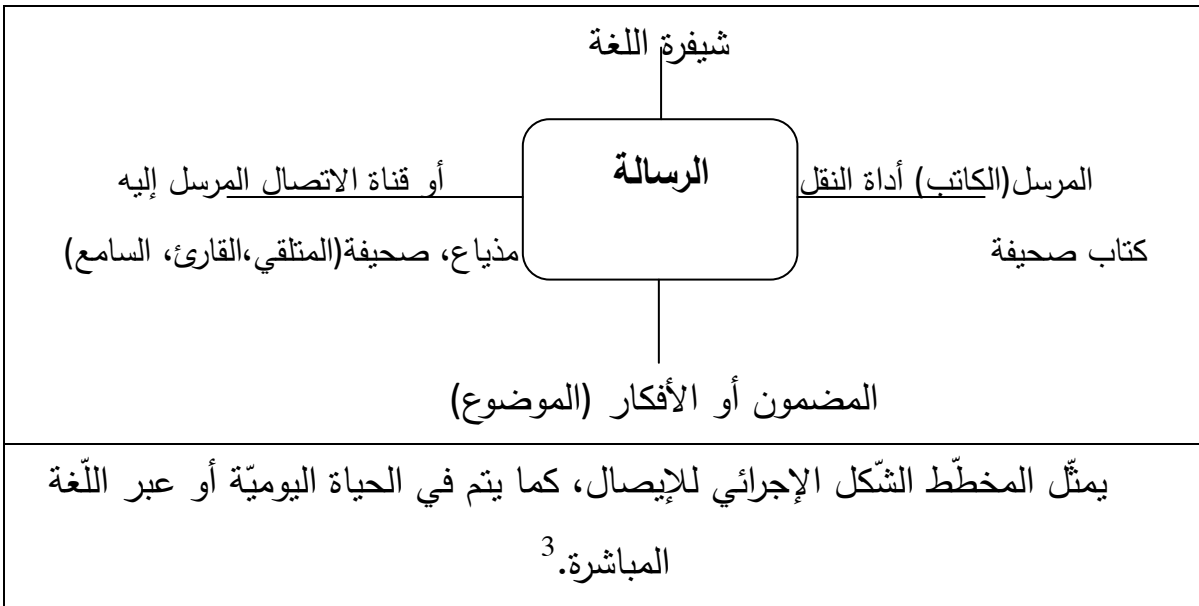 شيفرة اللغة
الرسالة
المرسل(الكاتب) أداة النقل
أو قناة الاتصال المرسل إليه
كتاب صحيفة
مذياع، صحيفة(المتلقي،القارئ، السامع)
المضمون أو الأفكار (الموضوع)
يمثّل المخطّط الشّكل الإجرائي للإيصال، كما يتم في الحياة اليوميّة أو عبر اللّغة
المباشرة.3